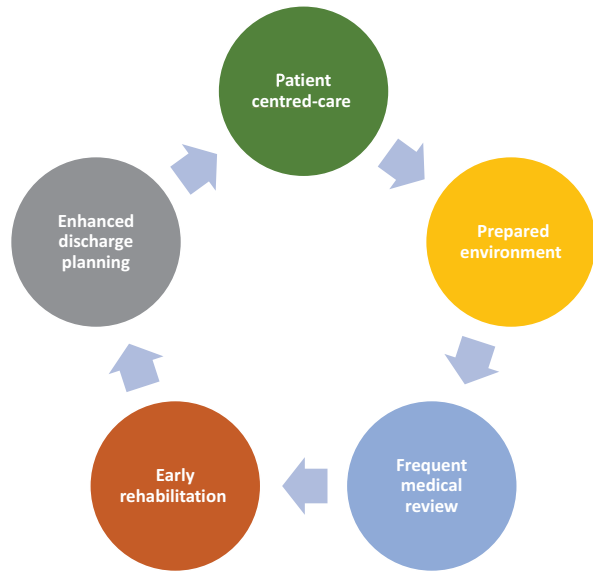 Patient
centred-care
Prepared
environment
Frequent
medical
review
Early
rehabilitation
Enhanced
discharge
planning